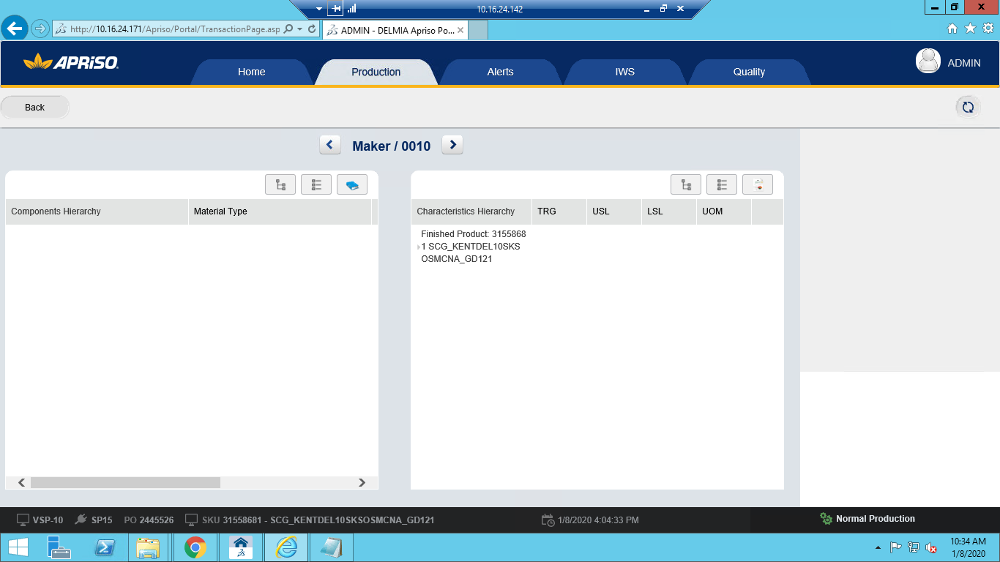 10.16.24.142
http://10.16.24.171/Apriso/Portal/TransactionPage.asp
ADMIN - DELMIA Apriso Po...
APRISO
Home
Production
Alerts
IWS
Quality
ADMIN
Back
Maker / 0010
Components Hierarchy
Material Type
Characteristics Hierarchy
TRG
USL
LSL
UOM
Finished Product: 3155868
1 SCG_KENTDEL10SKS
OSMCNA_GD121
VSP-10
SP15
PO 2445526
SKU 31558681 - SCG_KENTDEL10SKSOSMCNA_GD121
1/8/2020 4:04:33 PM
Normal Production
10:34 AM
1/8/2020